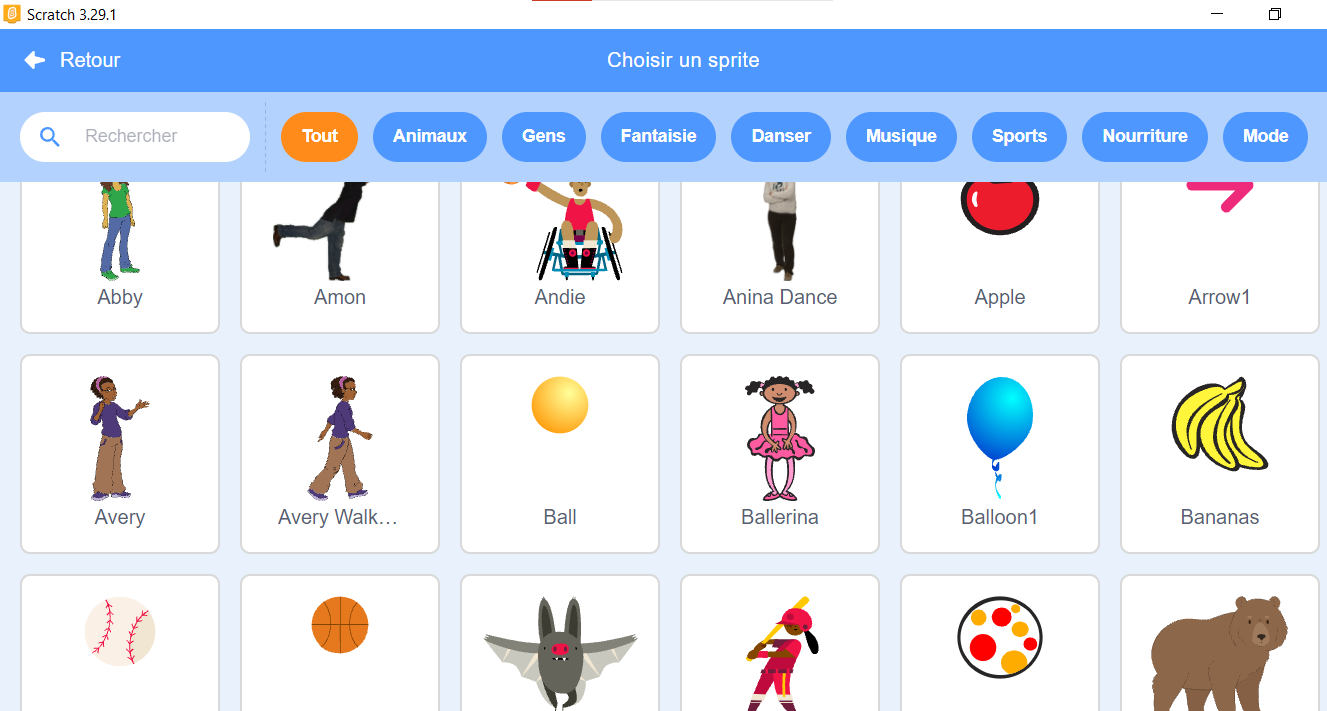 Scratch 3.29.1
Retour
Choisir un sprite
Rechercher
Tout
Animaux
Gens
Fantaisie
Danser
Musique
Sports
Nourriture
Mode
Abby
Amon
Andie
Anina Dance
Apple
Arrow1
Avery
Avery Walk…
Ball
Ballerina
Balloon1
Bananas